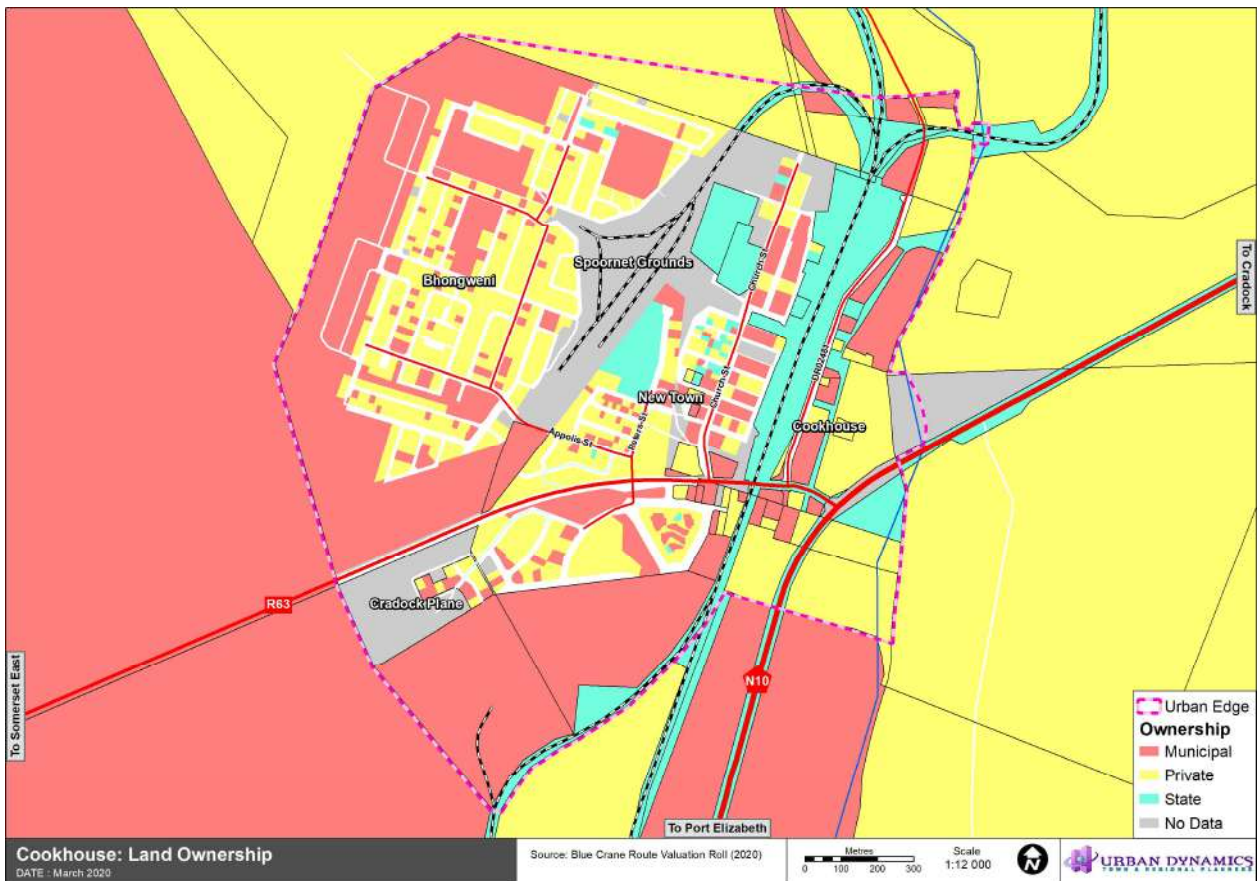 To Cradock
Spoornet Grounds
Church St
Bhongweni
DR02481
New Town
Church St
Cookhouse
Appolis St
R63
Cradock Plane
To Somerset East
N10
To Port Elizabeth
Urban Edge
Ownership
Municipal
Private
State
No Data
Cookhouse: Land Ownership
DATE : March 2020
Source: Blue Crane Route Valuation Roll (2020)
Metres
0 100 200 300
Scale
1:12 000
N
URBAN DYNAMICS
TOWN & REGIONAL PLANNERS